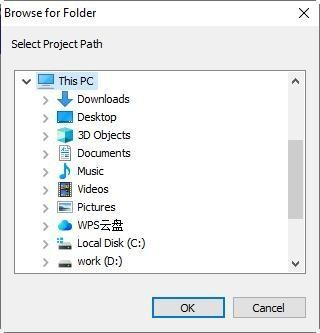 Browse for Folder
Select Project Path
This PC
Downloads
Desktop
3D Objects
Documents
Music
Videos
Pictures
WPS云盘
Local Disk (C:)
work (D:)
OK
Cancel